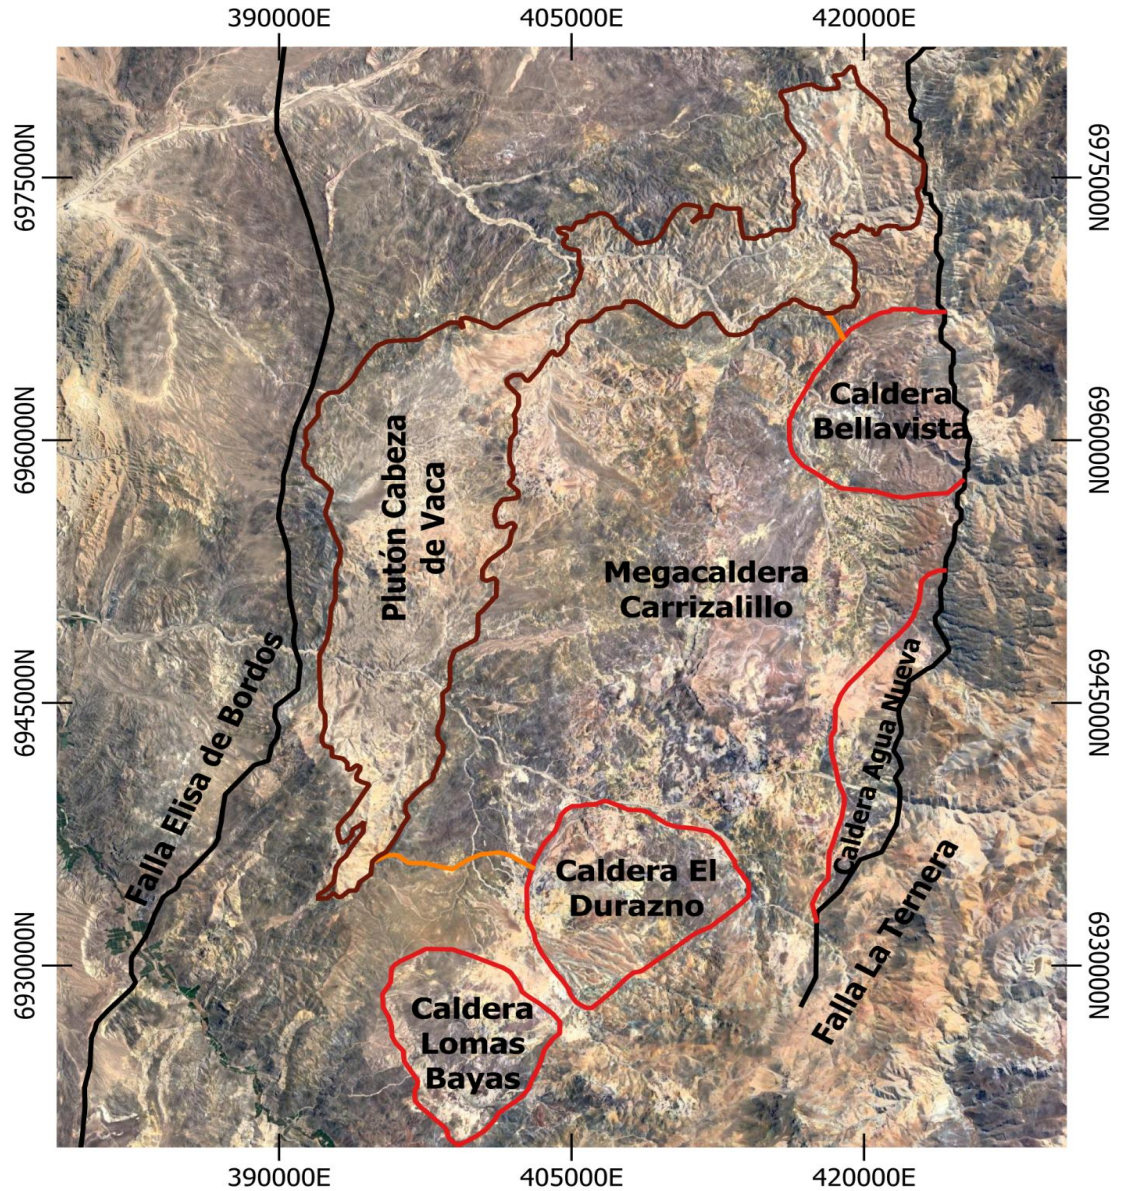 390000E
405000E
420000E
6975000N
6975000N
Caldera
Bellavista
6960000N
6960000N
Plutón Cabeza
de Vaca
Megacaldera
Carrizalillo
6945000N
6945000N
Falla Elisa de Bordos
Caldera Agua Nueva
Caldera El
Durazno
Falla La Ternera
6930000N
6930000N
Caldera
Lomas
Bayas
390000E
405000E
420000E